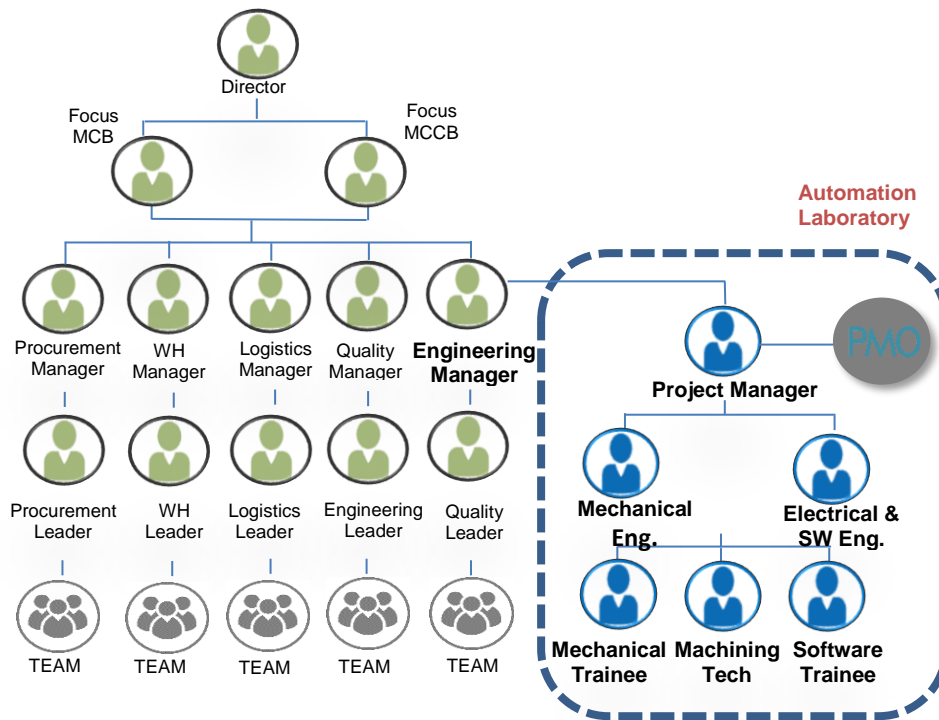 Director
Focus
MCB
Focus
MCCB
Automation
Laboratory
Procurement
Manager
WH
Manager
Logistics
Manager
Quality
Manager
Engineering
Manager
PMO
Project Manager
Procurement
Leader
WH
Leader
Logistics
Leader
Engineering
Leader
Quality
Leader
Mechanical
Eng.
Electrical &
SW Eng.
TEAM
TEAM
TEAM
TEAM
TEAM
Mechanical
Trainee
Machining
Tech
Software
Trainee